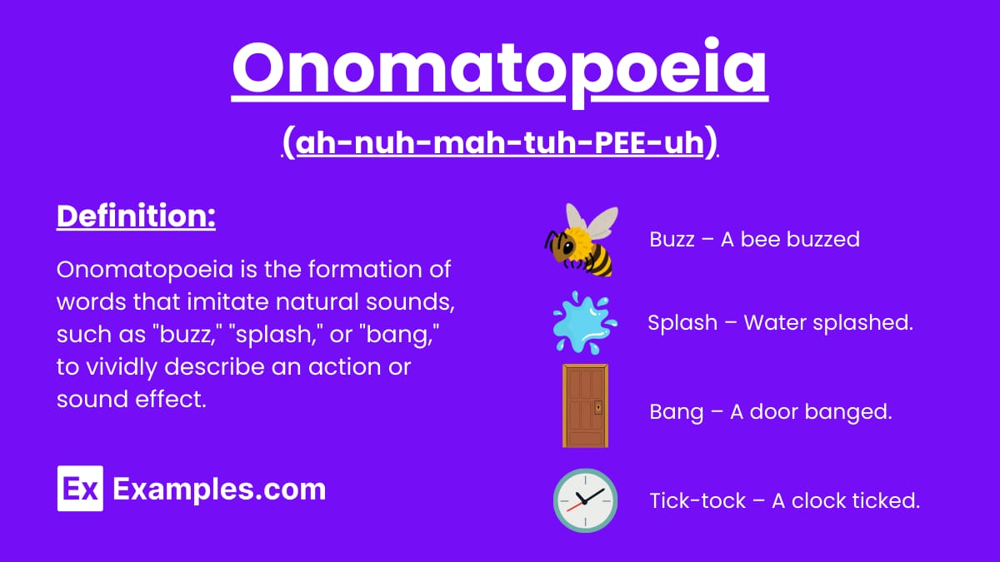 Onomatopoeia
(ah-nuh-mah-tuh-PEE-uh)
Definition:
Onomatopoeia is the formation of
words that imitate natural sounds,
such as "buzz," "splash," or "bang,"
to vividly describe an action or
sound effect.
Ex Examples.com
Buzz – A bee buzzed
Splash – Water splashed.
Bang – A door banged.
Tick-tock – A clock ticked.